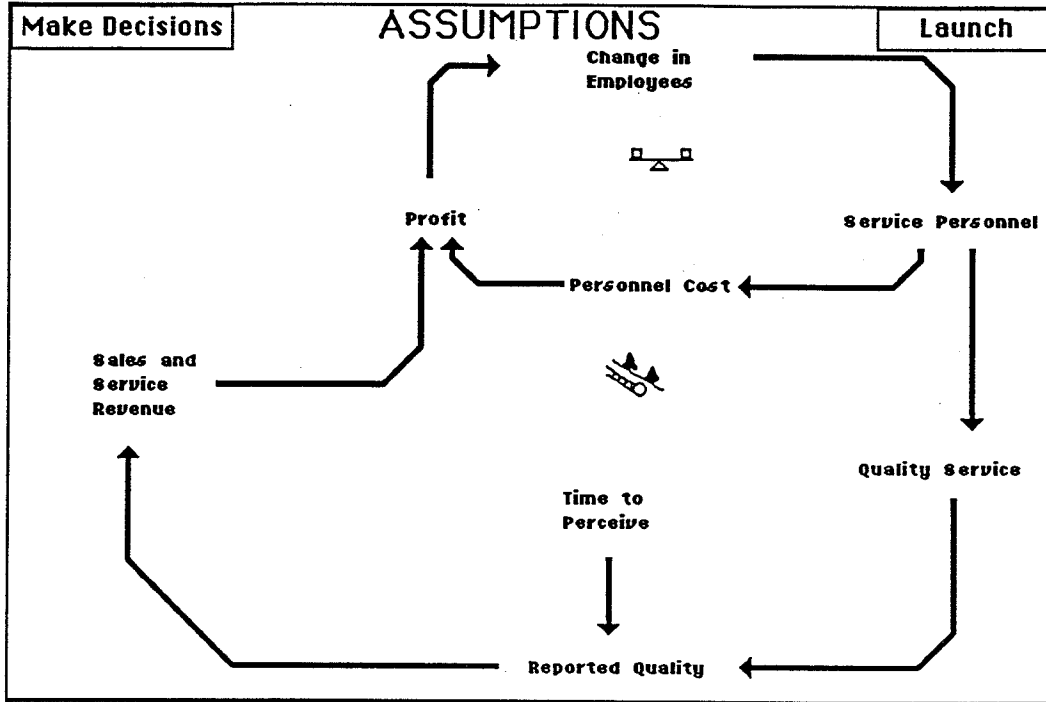 Make Decisions
ASSUMPTIONS
Launch
Change in
Employees
Profit
Service Personnel
Personnel Cost
Sales and
Service
Revenue
Quality Service
Time to
Perceive
Reported Quality